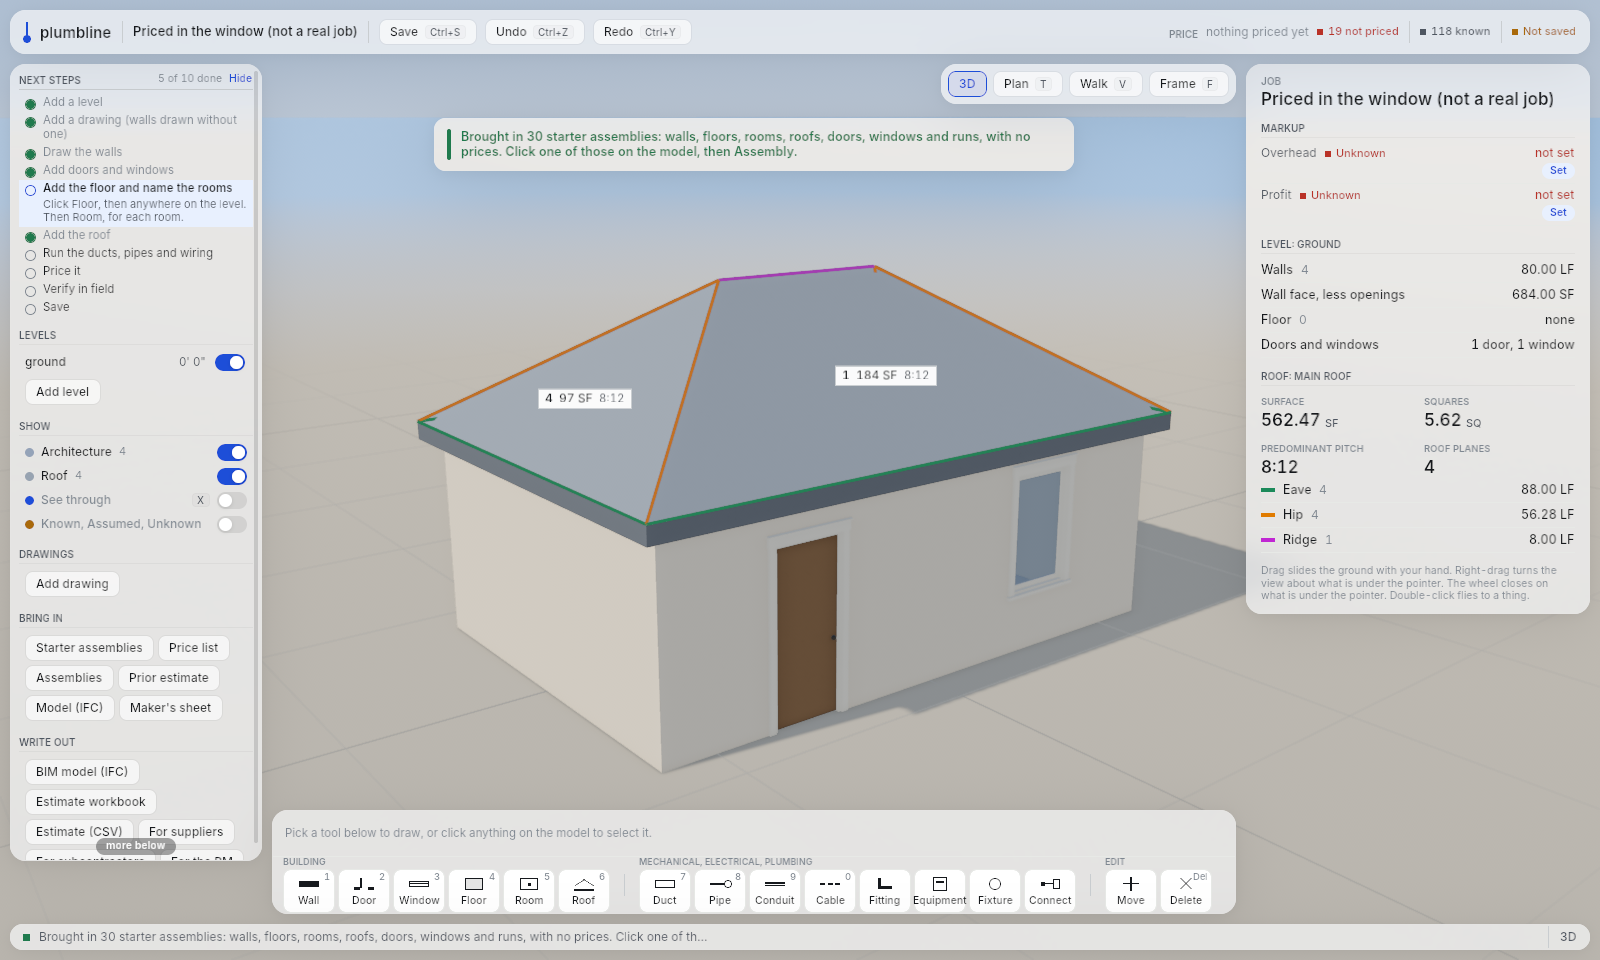 plumbline
Priced in the window (not a real job)
Save Ctrl+S
Undo Ctrl+Z
Redo Ctrl+Y
PRICE nothing priced yet
19 not priced
118 known
Not saved
NEXT STEPS 5 of 10 done Hide
Add a level
Add a drawing (walls drawn without
one)
Draw the walls
Add doors and windows
Add the floor and name the rooms
Click Floor, then anywhere on the level.
Then Room, for each room.
Add the roof
Run the ducts, pipes and wiring
Price it
Verify in field
Save
LEVELS
ground 0' 0"
Add level
SHOW
Architecture 4
Roof 4
See through X
Known, Assumed, Unknown
DRAWINGS
Add drawing
BRING IN
Starter assemblies Price list
Assemblies Prior estimate
Model (IFC) Maker's sheet
WRITE OUT
BIM model (IFC)
Estimate workbook
Estimate (CSV) For suppliers
more below
For subcontractors For the PM
3D
Plan T
Walk V
Frame F
Brought in 30 starter assemblies: walls, floors, rooms, roofs, doors, windows and runs, with no
prices. Click one of those on the model, then Assembly.
4 97 SF 8:12
1 184 SF 8:12
JOB
Priced in the window (not a real job)
MARKUP
Overhead Unknown not set
Set
Profit Unknown not set
Set
LEVEL: GROUND
Walls 4 80.00 LF
Wall face, less openings 684.00 SF
Floor 0 none
Doors and windows 1 door, 1 window
ROOF: MAIN ROOF
SURFACE SQUARES
562.47 SF 5.62 SQ
PREDOMINANT PITCH ROOF PLANES
8:12 4
Eave 4 88.00 LF
Hip 4 56.28 LF
Ridge 1 8.00 LF
Drag slides the ground with your hand. Right-drag turns the
view about what is under the pointer. The wheel closes on
what is under the pointer. Double-click flies to a thing.
Pick a tool below to draw, or click anything on the model to select it.
BUILDING MECHANICAL, ELECTRICAL, PLUMBING EDIT
1 2 3 4 5 6 7 8 9 0 Del
Wall Door Window Floor Room Roof Duct Pipe Conduit Cable Fitting Equipment Fixture Connect Move Delete
Brought in 30 starter assemblies: walls, floors, rooms, roofs, doors, windows and runs, with no prices. Click one of th...
3D